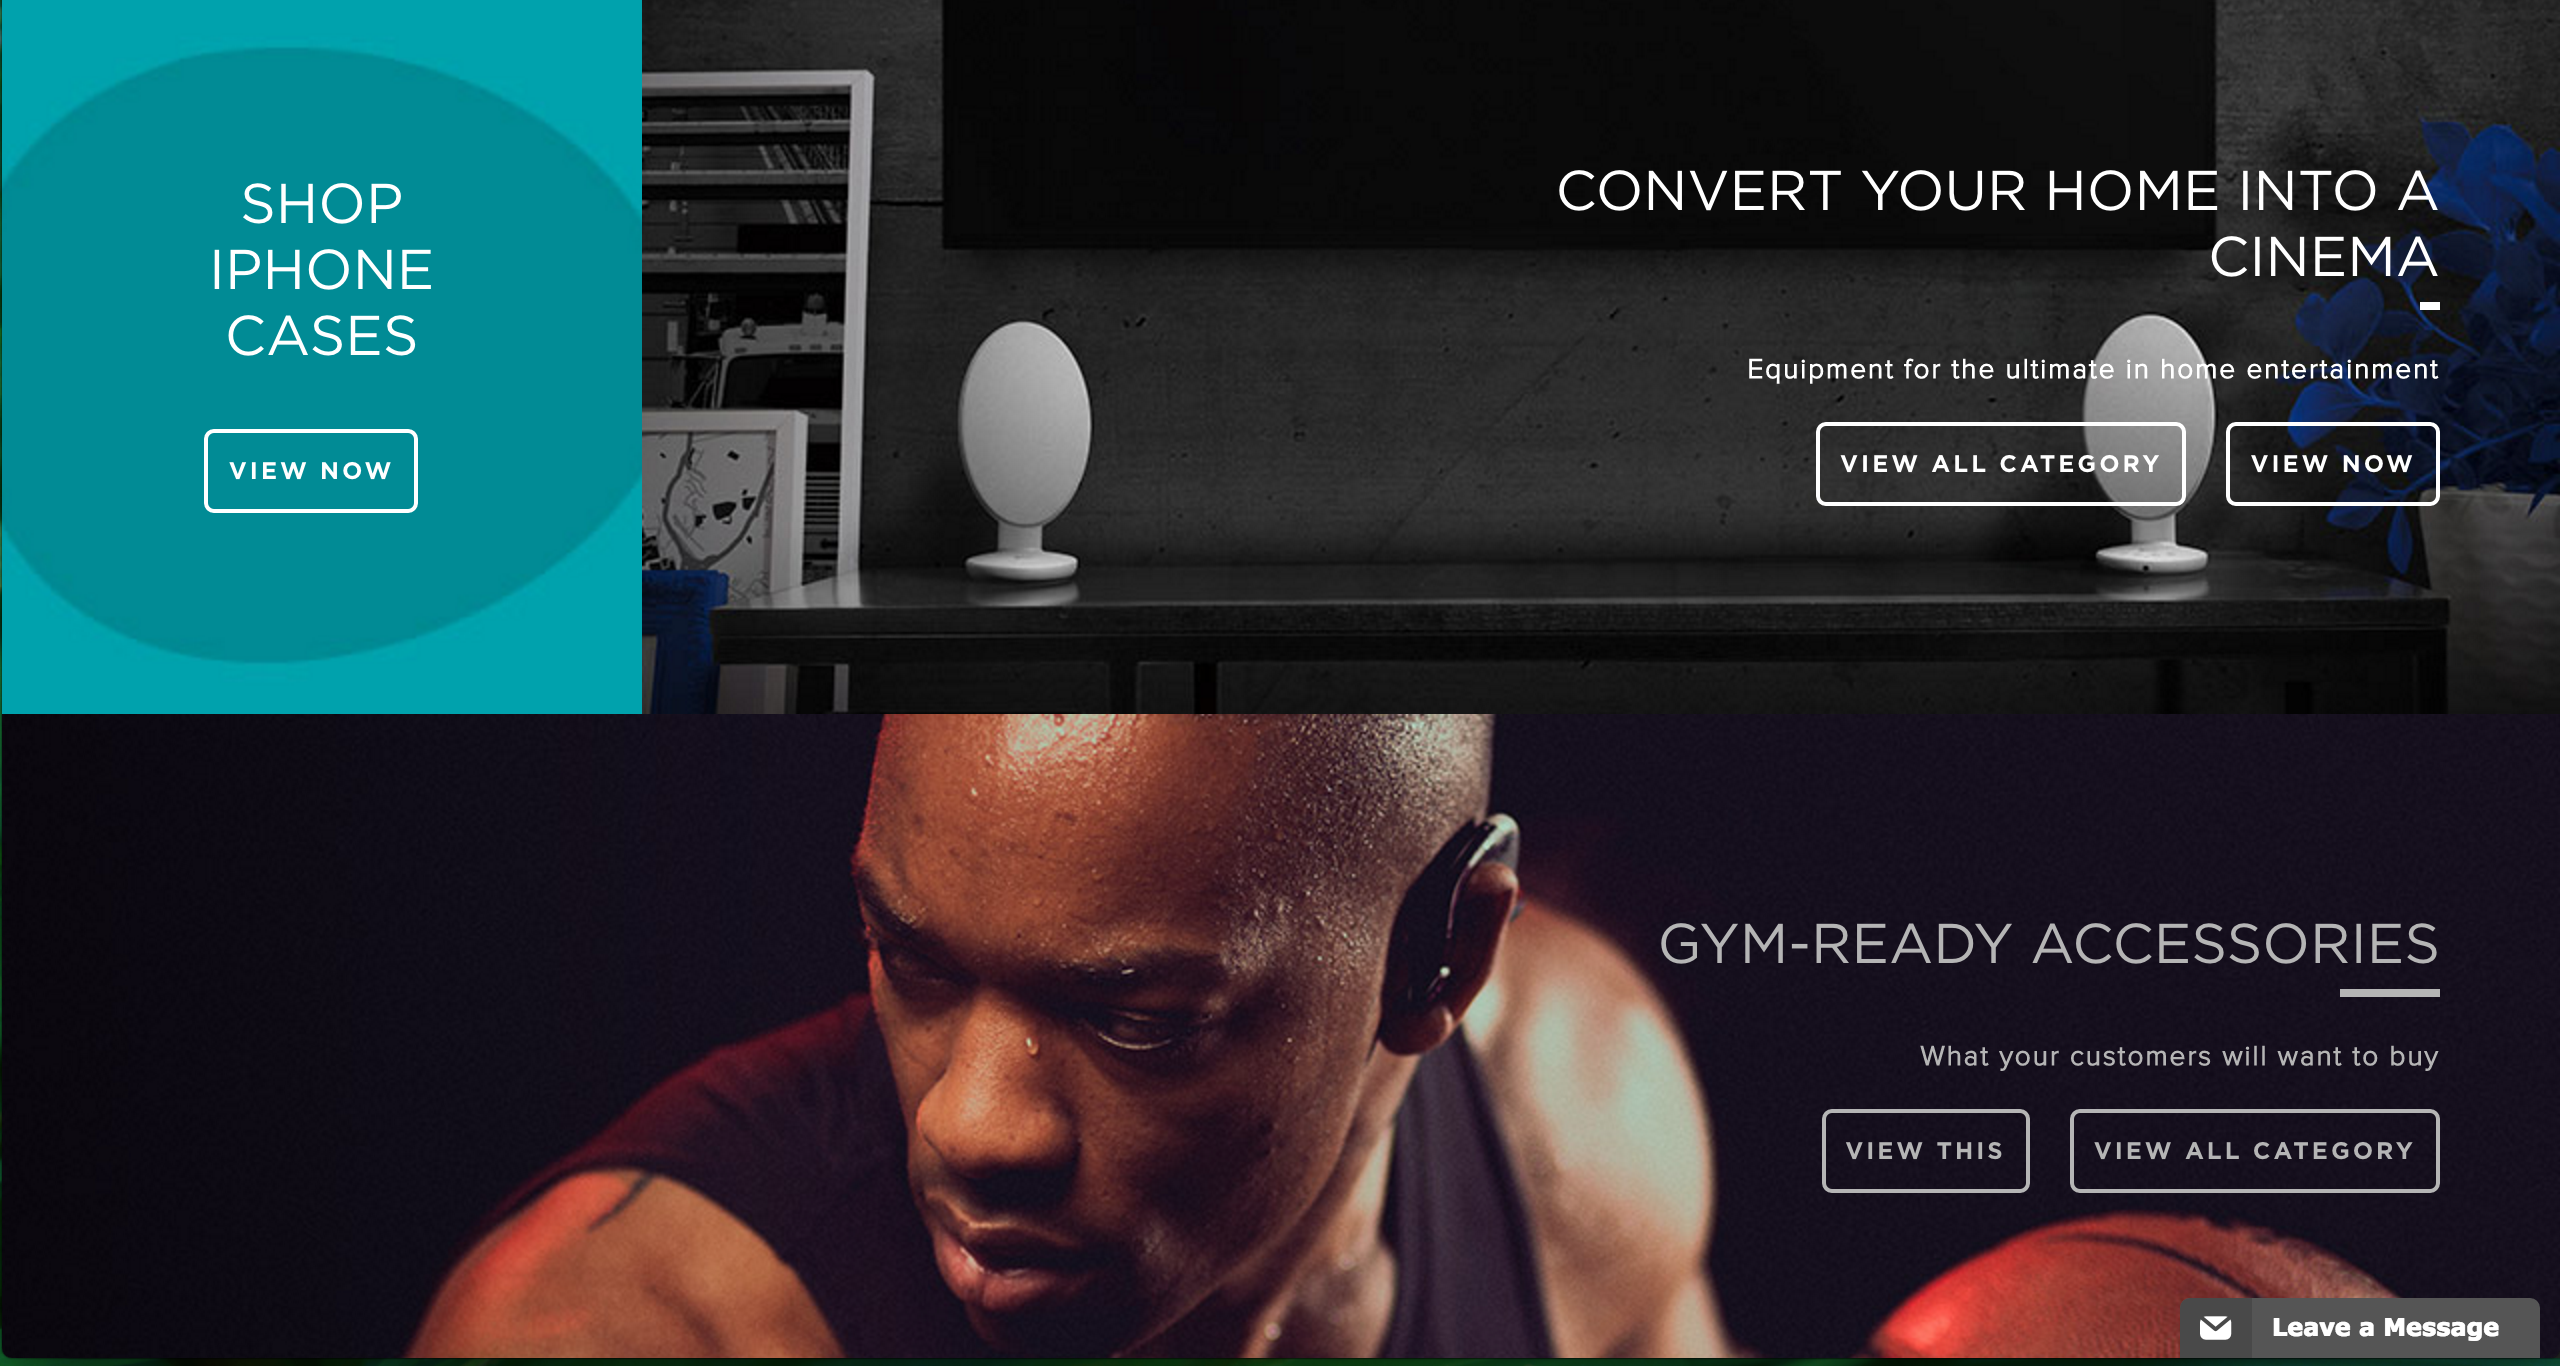 SHOP
IPHONE
CASES
VIEW NOW
CONVERT YOUR HOME INTO A
CINEMA
Equipment for the ultimate in home entertainment
VIEW ALL CATEGORY
VIEW NOW
GYM-READY ACCESSORIES
What your customers will want to buy
VIEW THIS
VIEW ALL CATEGORY
Leave a Message